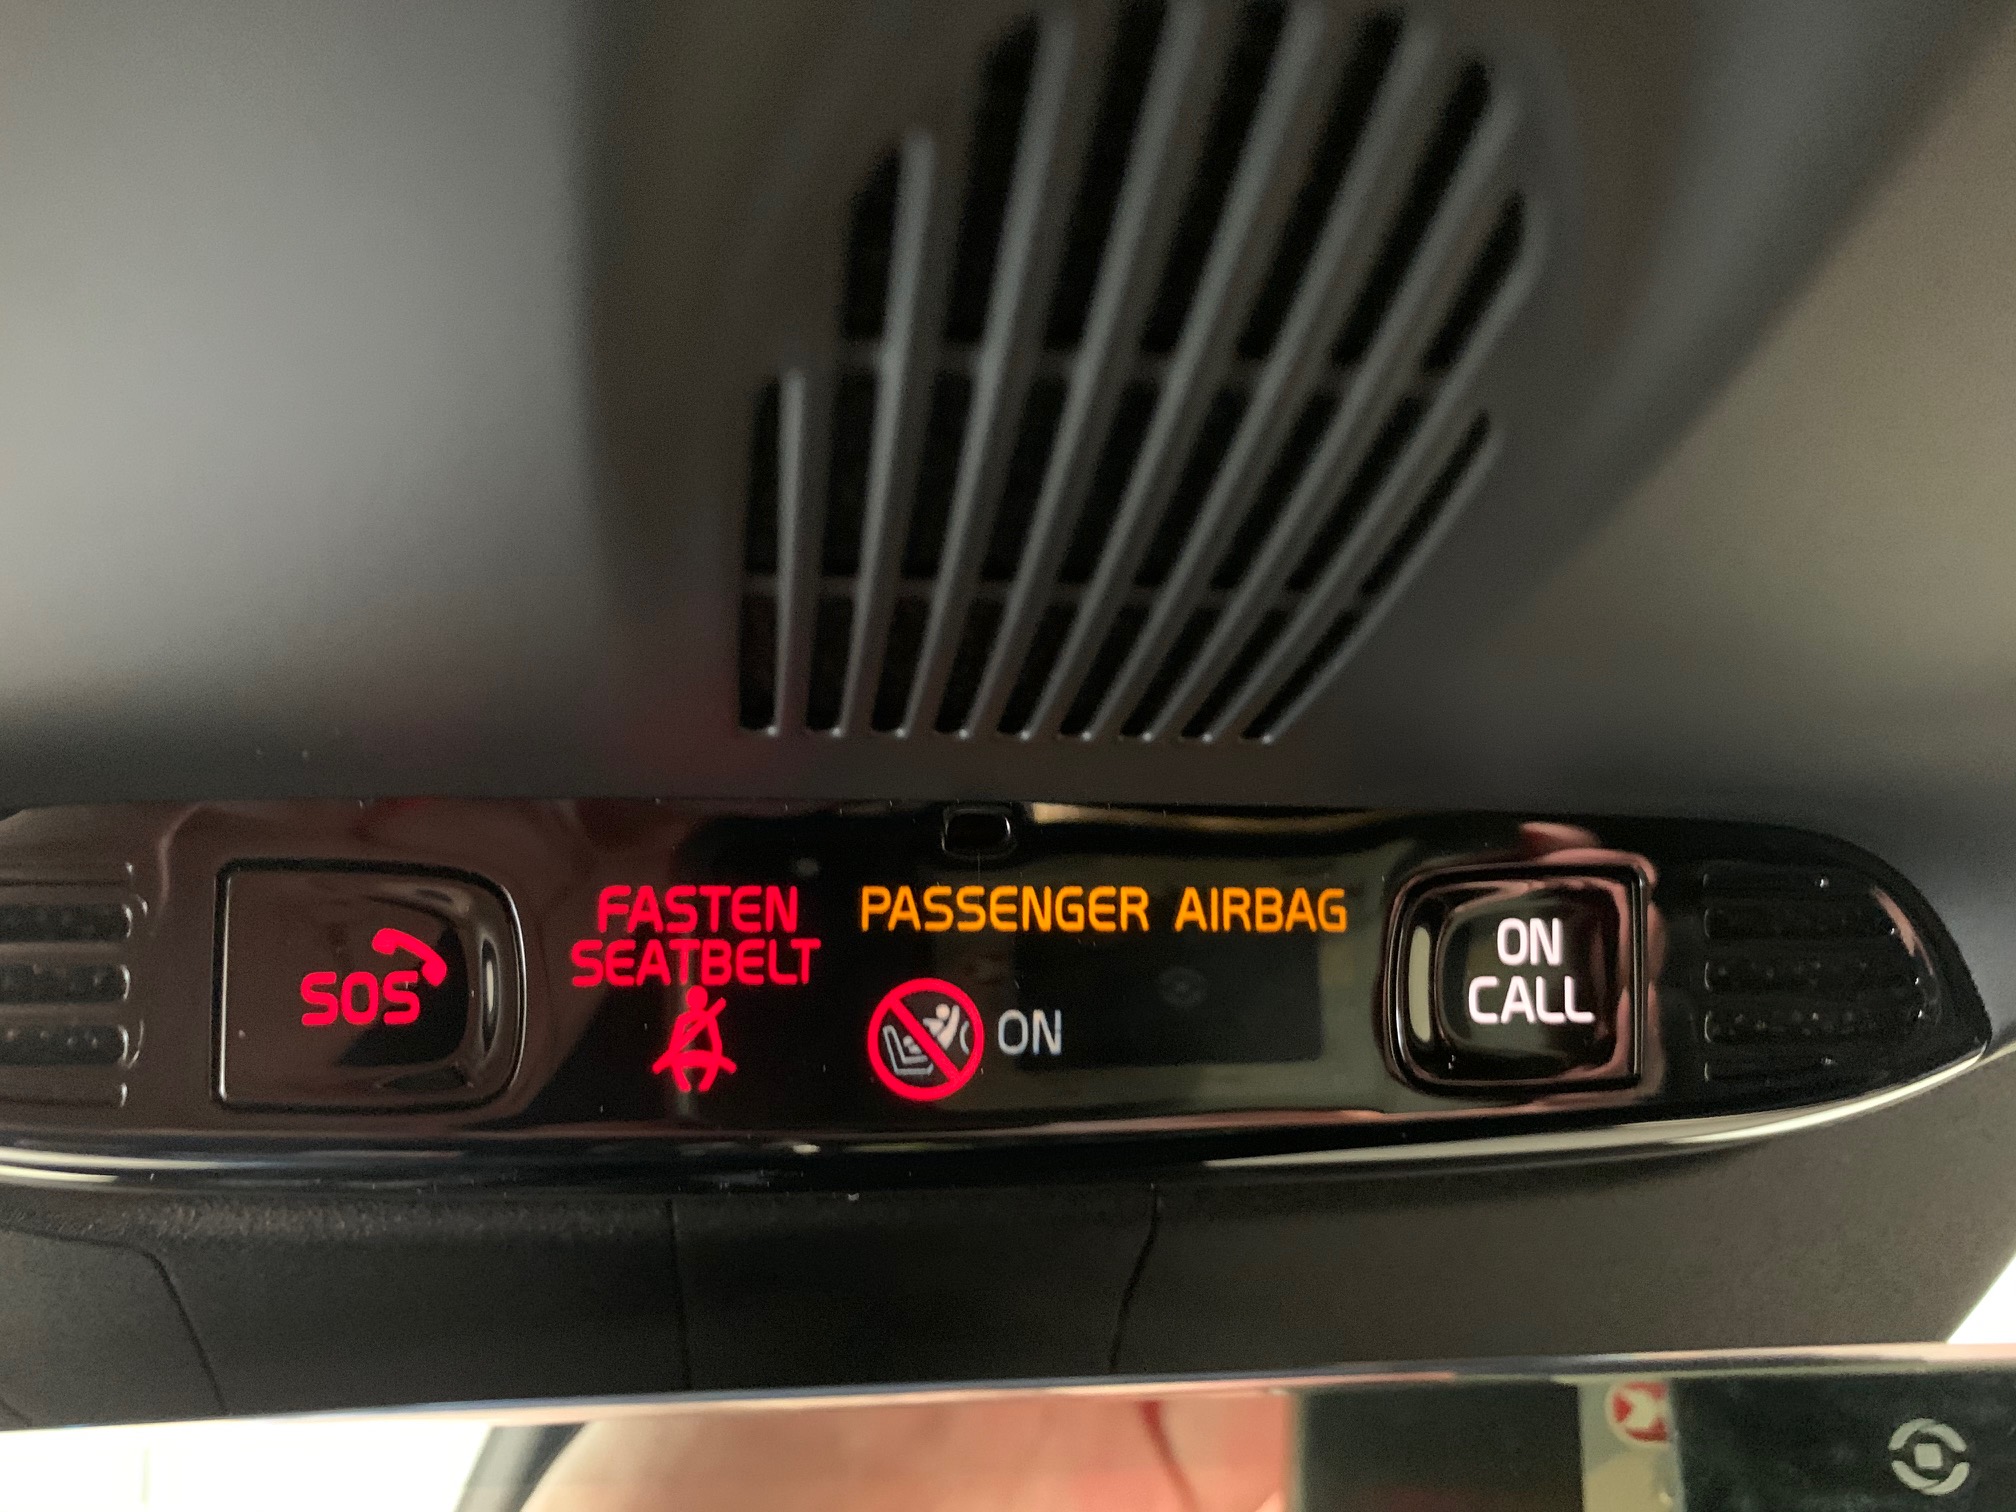 SOS
FASTEN
SEATBELT
PASSENGER AIRBAG
ON
ON
CALL